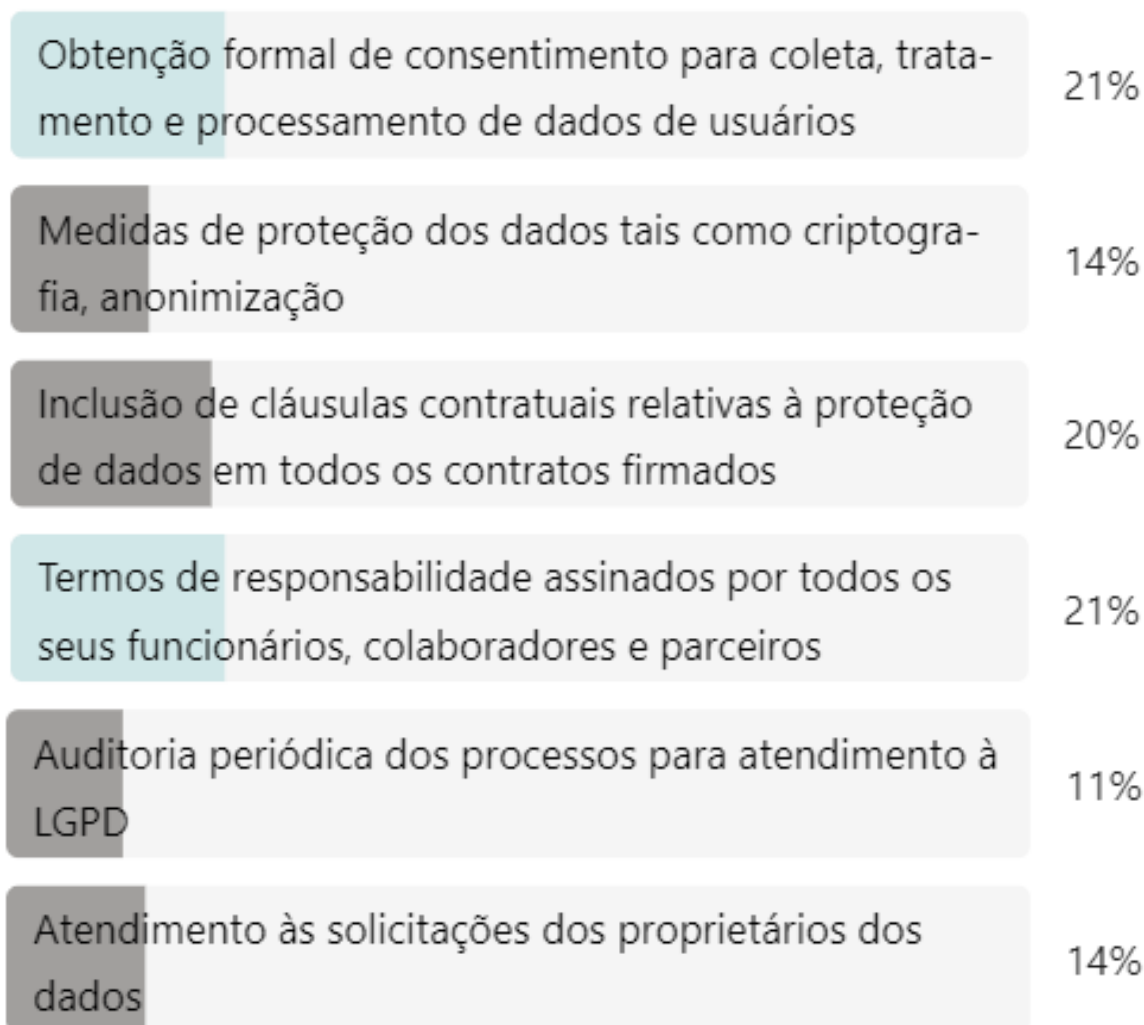 Obtenção formal de consentimento para coleta, trata-
mento e processamento de dados de usuários
21%
Medidas de proteção dos dados tais como criptogra-
fia, anonimização
14%
Inclusão de cláusulas contratuais relativas à proteção
de dados em todos os contratos firmados
20%
Termos de responsabilidade assinados por todos os
seus funcionários, colaboradores e parceiros
21%
Auditoria periódica dos processos para atendimento à
LGPD
11%
Atendimento às solicitações dos proprietários dos
dados
14%